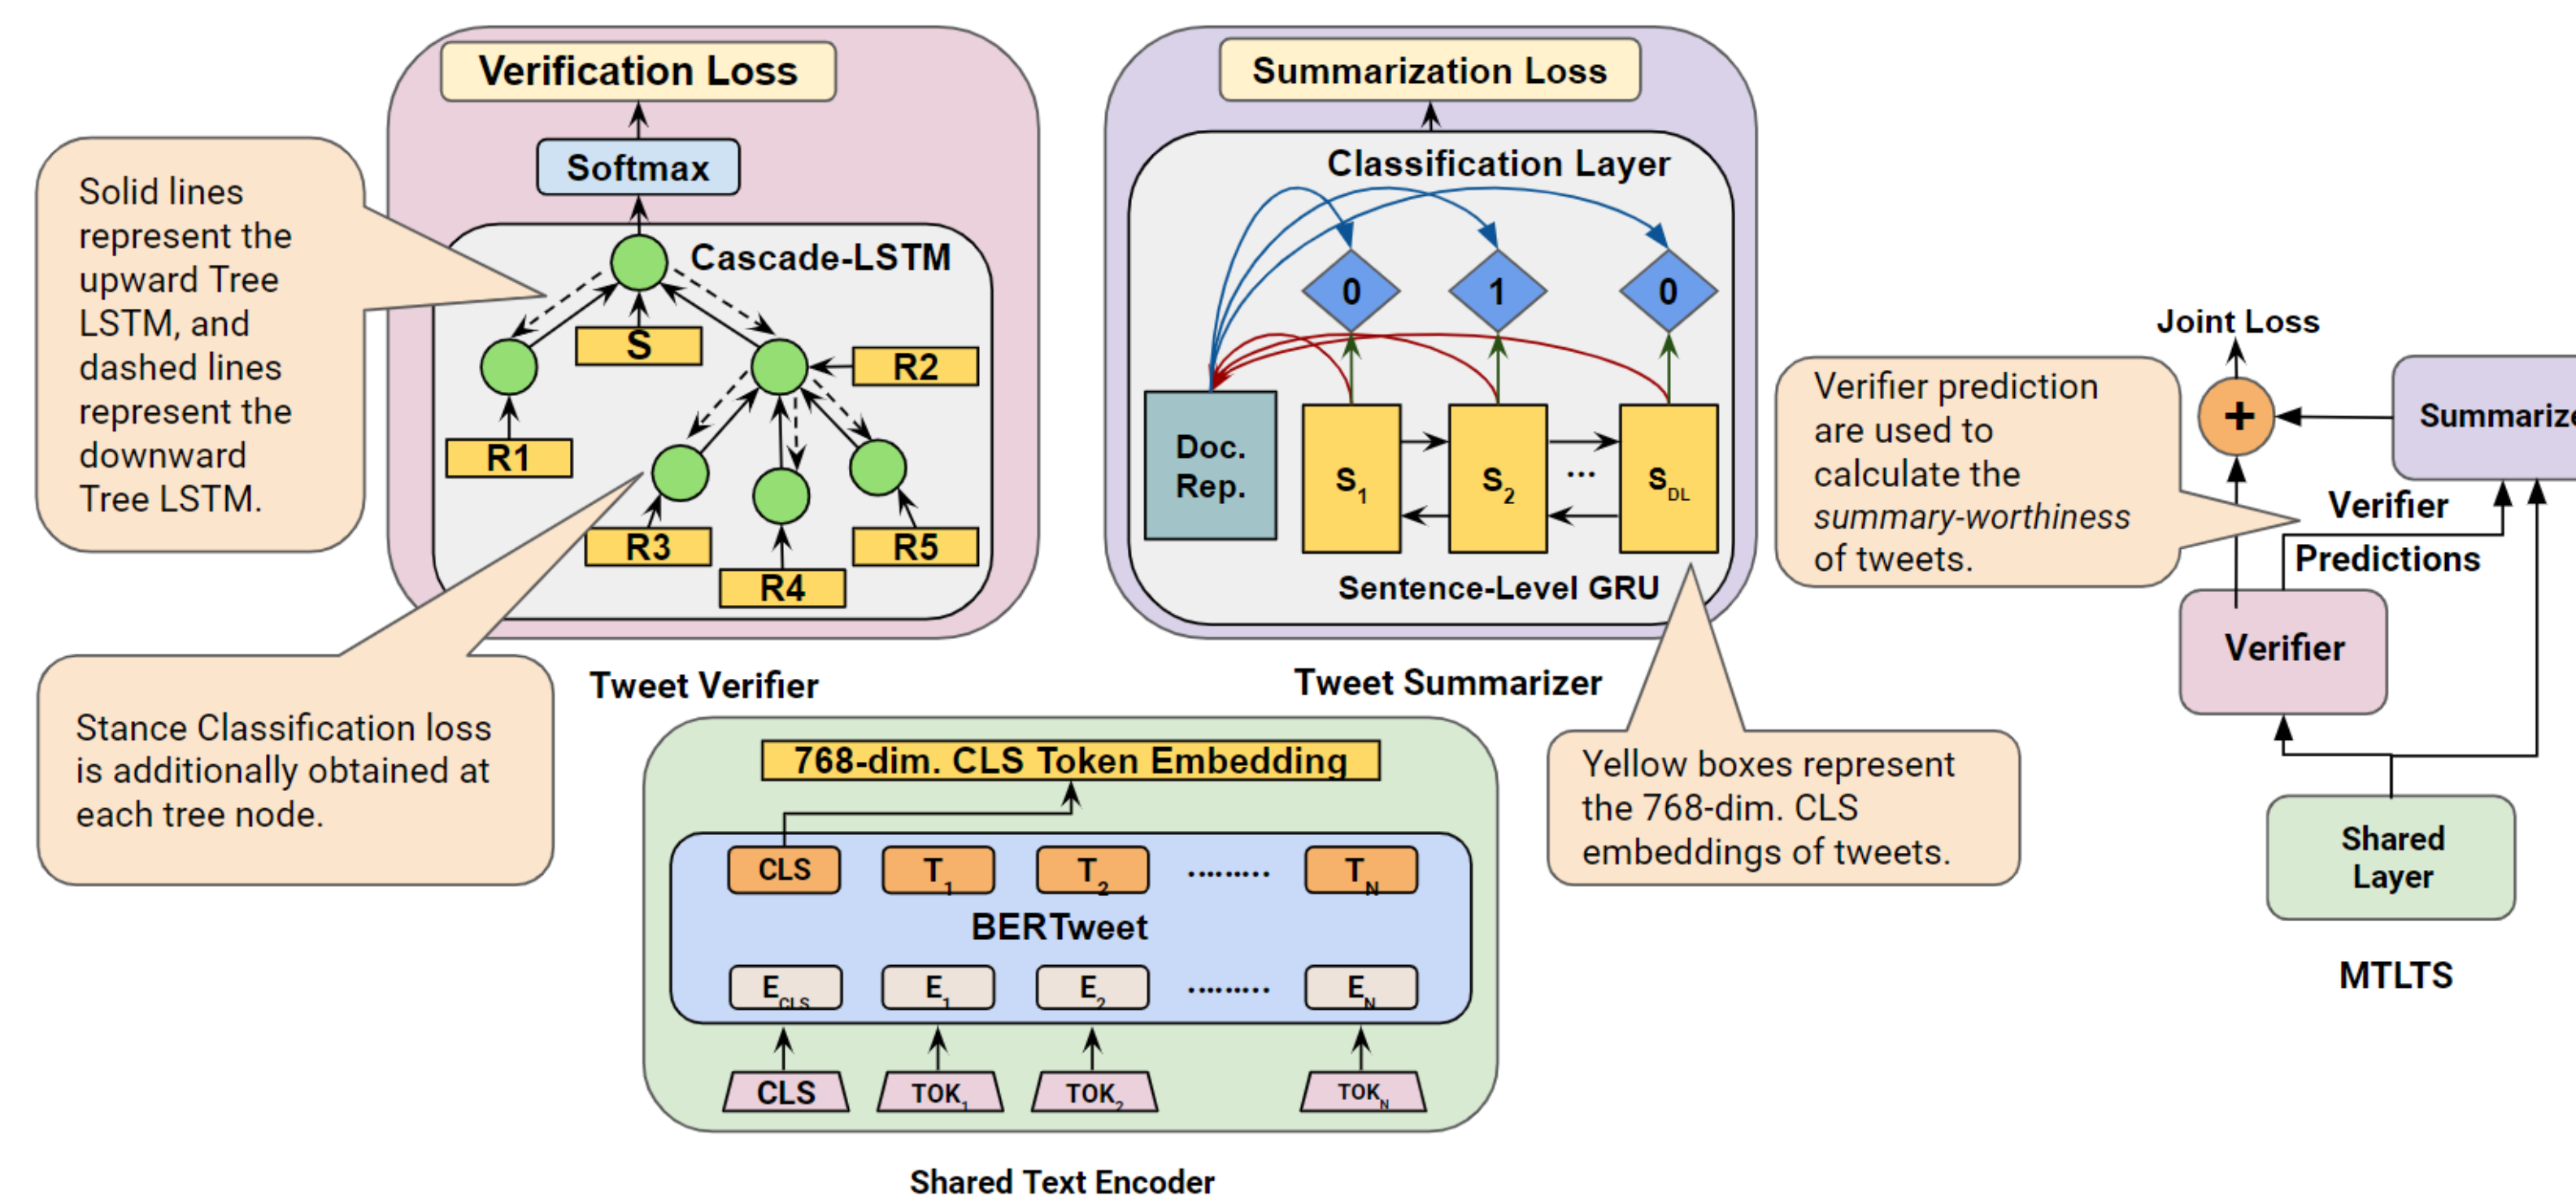 Verification Loss
Softmax
Cascade-LSTM
S
R2
R1
R3
R5
R4
Solid lines
represent the
upward Tree
LSTM, and
dashed lines
represent the
downward
Tree LSTM.
Stance Classification loss
is additionally obtained at
each tree node.
Tweet Verifier
Summarization Loss
Classification Layer
0
1
0
Doc.
Rep.
S1
S2
...
SDL
Sentence-Level GRU
Tweet Summarizer
Yellow boxes represent
the 768-dim. CLS
embeddings of tweets.
768-dim. CLS Token Embedding
CLS
T1
T2
.........
TN
BERTweet
ECLS
E1
E2
.........
EN
CLS
TOK1
TOK2
TOKN
Shared Text Encoder
Verifier prediction
are used to
calculate the
summary-worthiness
of tweets.
Joint Loss
+
Summarize
Verifier
Predictions
Verifier
Shared
Layer
MTLTS